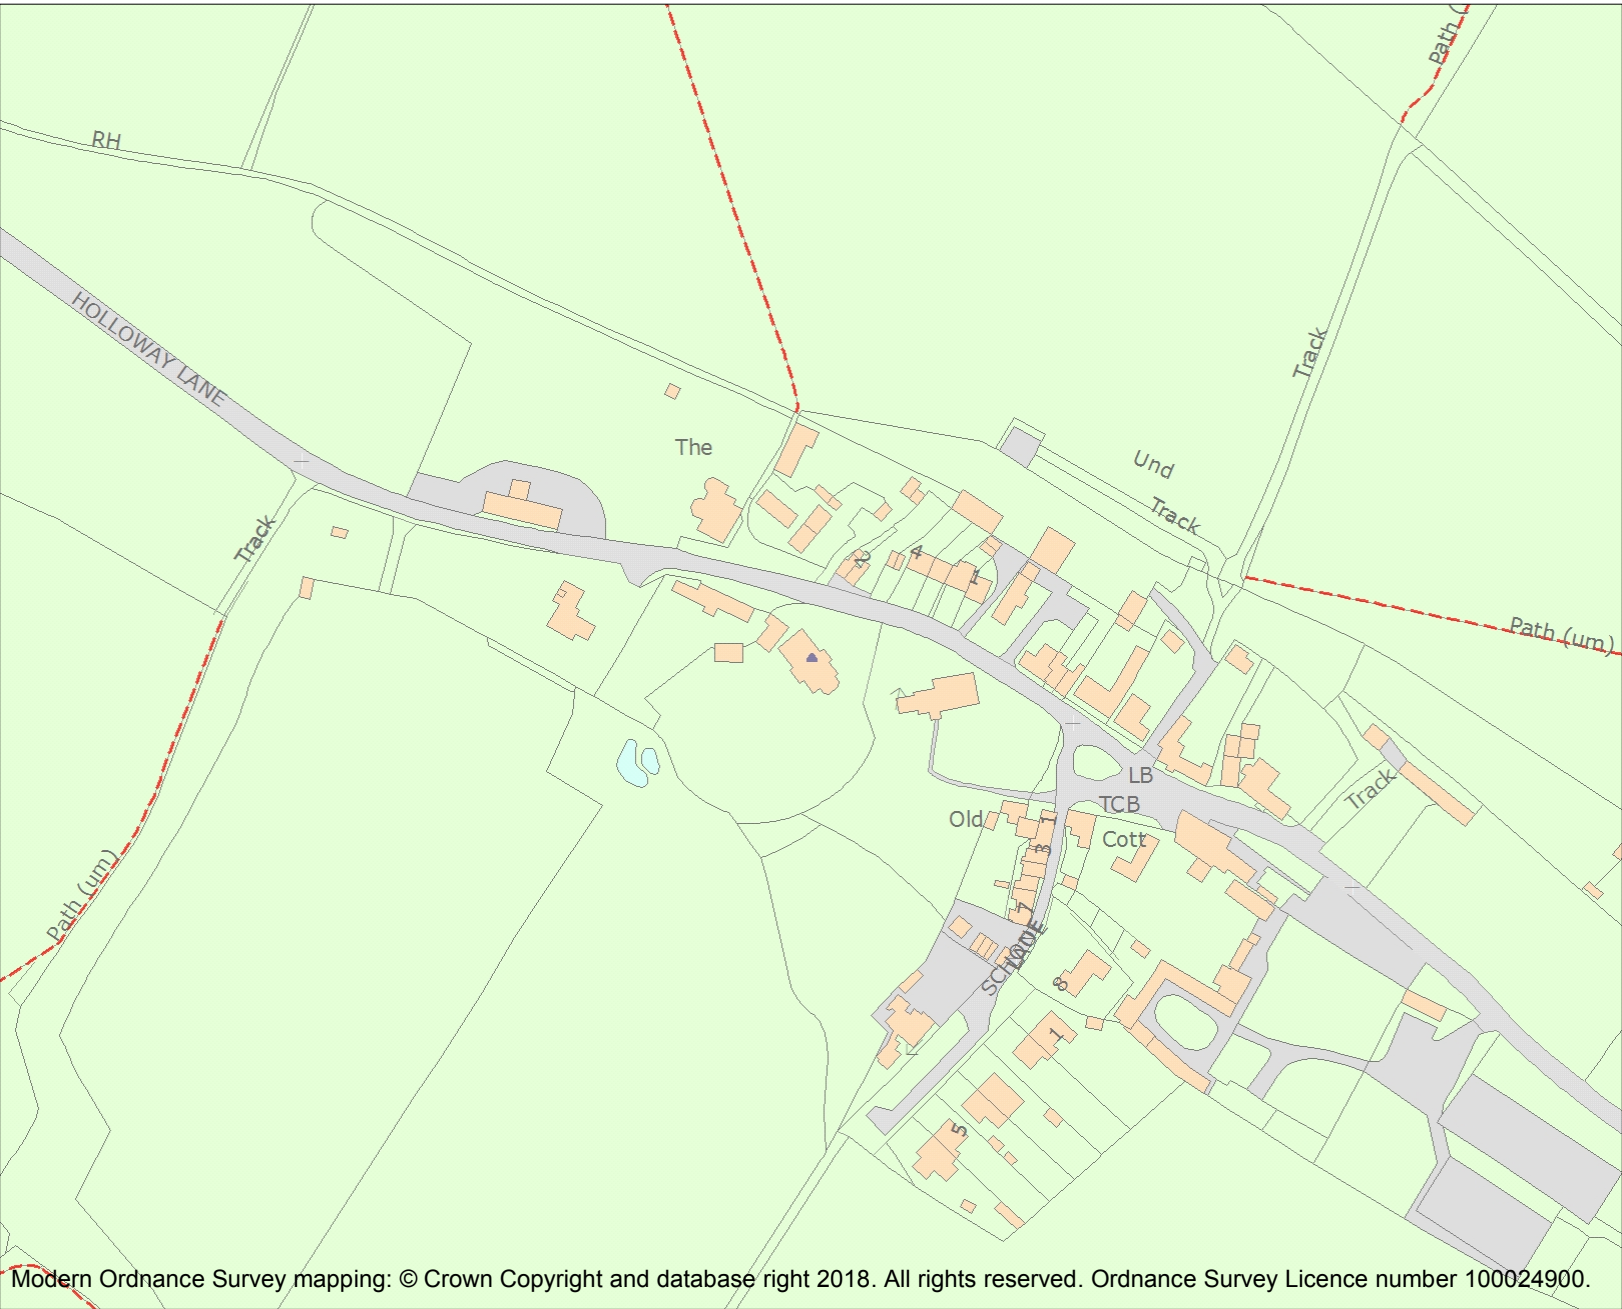 Path (
RH
HOLLOWAY LANE
Track
The
Und
Track
Track
2
4
1
Path (um)
LB
TCB
Old
1
Cott
Track
3
Path (um)
7
SCHOOL
LANE
8
1
5
Modern Ordnance Survey mapping: © Crown Copyright and database right 2018. All rights reserved. Ordnance Survey Licence number 100024900.